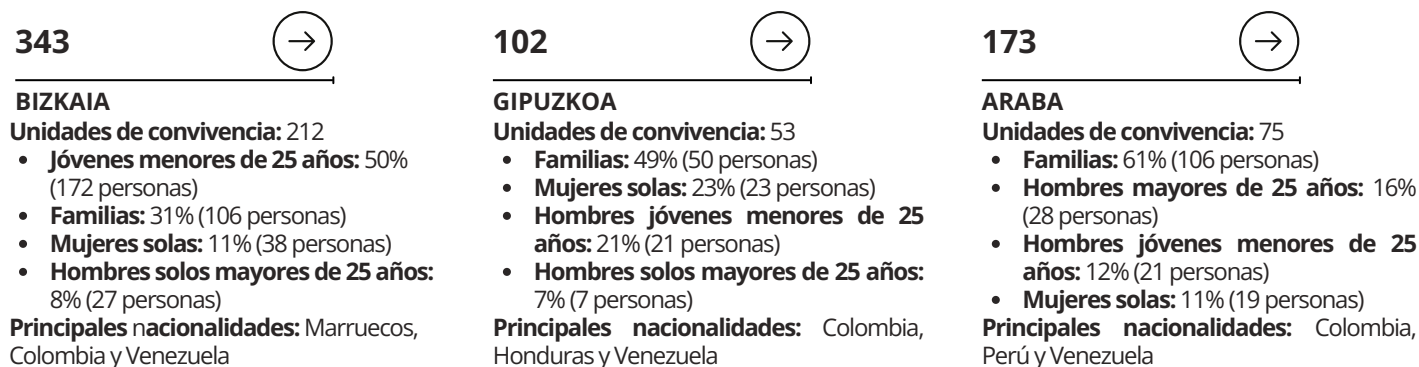 343
BIZKAIA
Unidades de convivencia: 212
• Jóvenes menores de 25 años: 50%
(172 personas)
• Familias: 31% (106 personas)
• Mujeres solas: 11% (38 personas)
• Hombres solos mayores de 25 años:
8% (27 personas)
Principales nacionalidades: Marruecos,
Colombia y Venezuela
102
GIPUZKOA
Unidades de convivencia: 53
• Familias: 49% (50 personas)
• Mujeres solas: 23% (23 personas)
• Hombres jóvenes menores de 25
años: 21% (21 personas)
• Hombres solos mayores de 25 años:
7% (7 personas)
Principales nacionalidades: Colombia,
Honduras y Venezuela
173
ARABA
Unidades de convivencia: 75
• Familias: 61% (106 personas)
• Hombres mayores de 25 años: 16%
(28 personas)
• Hombres jóvenes menores de 25
años: 12% (21 personas)
• Mujeres solas: 11% (19 personas)
Principales nacionalidades: Colombia,
Perú y Venezuela